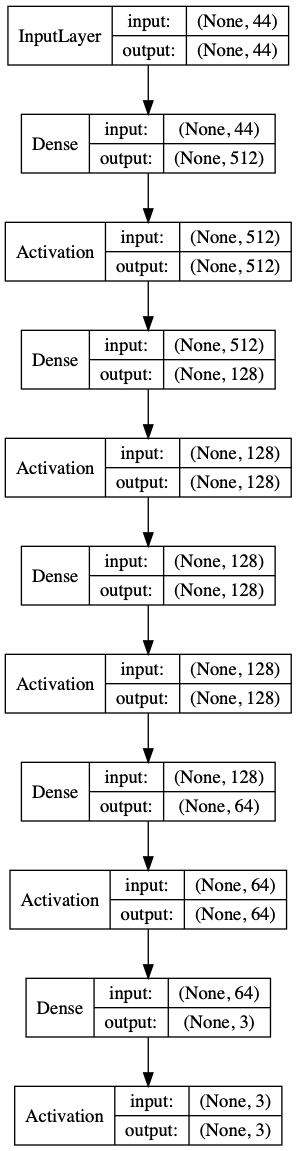 InputLayer input: (None, 44)
output: (None, 44)
Dense input: (None, 44)
output: (None, 512)
Activation input: (None, 512)
output: (None, 512)
Dense input: (None, 512)
output: (None, 128)
Activation input: (None, 128)
output: (None, 128)
Dense input: (None, 128)
output: (None, 128)
Activation input: (None, 128)
output: (None, 128)
Dense input: (None, 128)
output: (None, 64)
Activation input: (None, 64)
output: (None, 64)
Dense input: (None, 64)
output: (None, 3)
Activation input: (None, 3)
output: (None, 3)